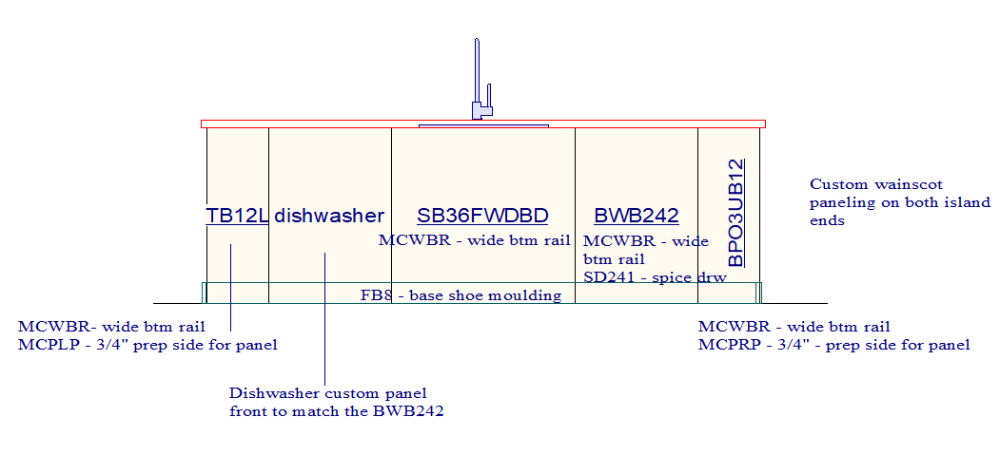 TB12L dishwasher SB36FWDBD BWB242 BPO3UB12
Custom wainscot
paneling on both island
ends
MCWBR - wide btm rail
MCWBR - wide
btm rail
SD241 - spice drw
FB8 - base shoe moulding
MCWBR- wide btm rail
MCPLP - 3/4" prep side for panel
MCWBR - wide btm rail
MCPRP - 3/4" - prep side for panel
Dishwasher custom panel
front to match the BWB242